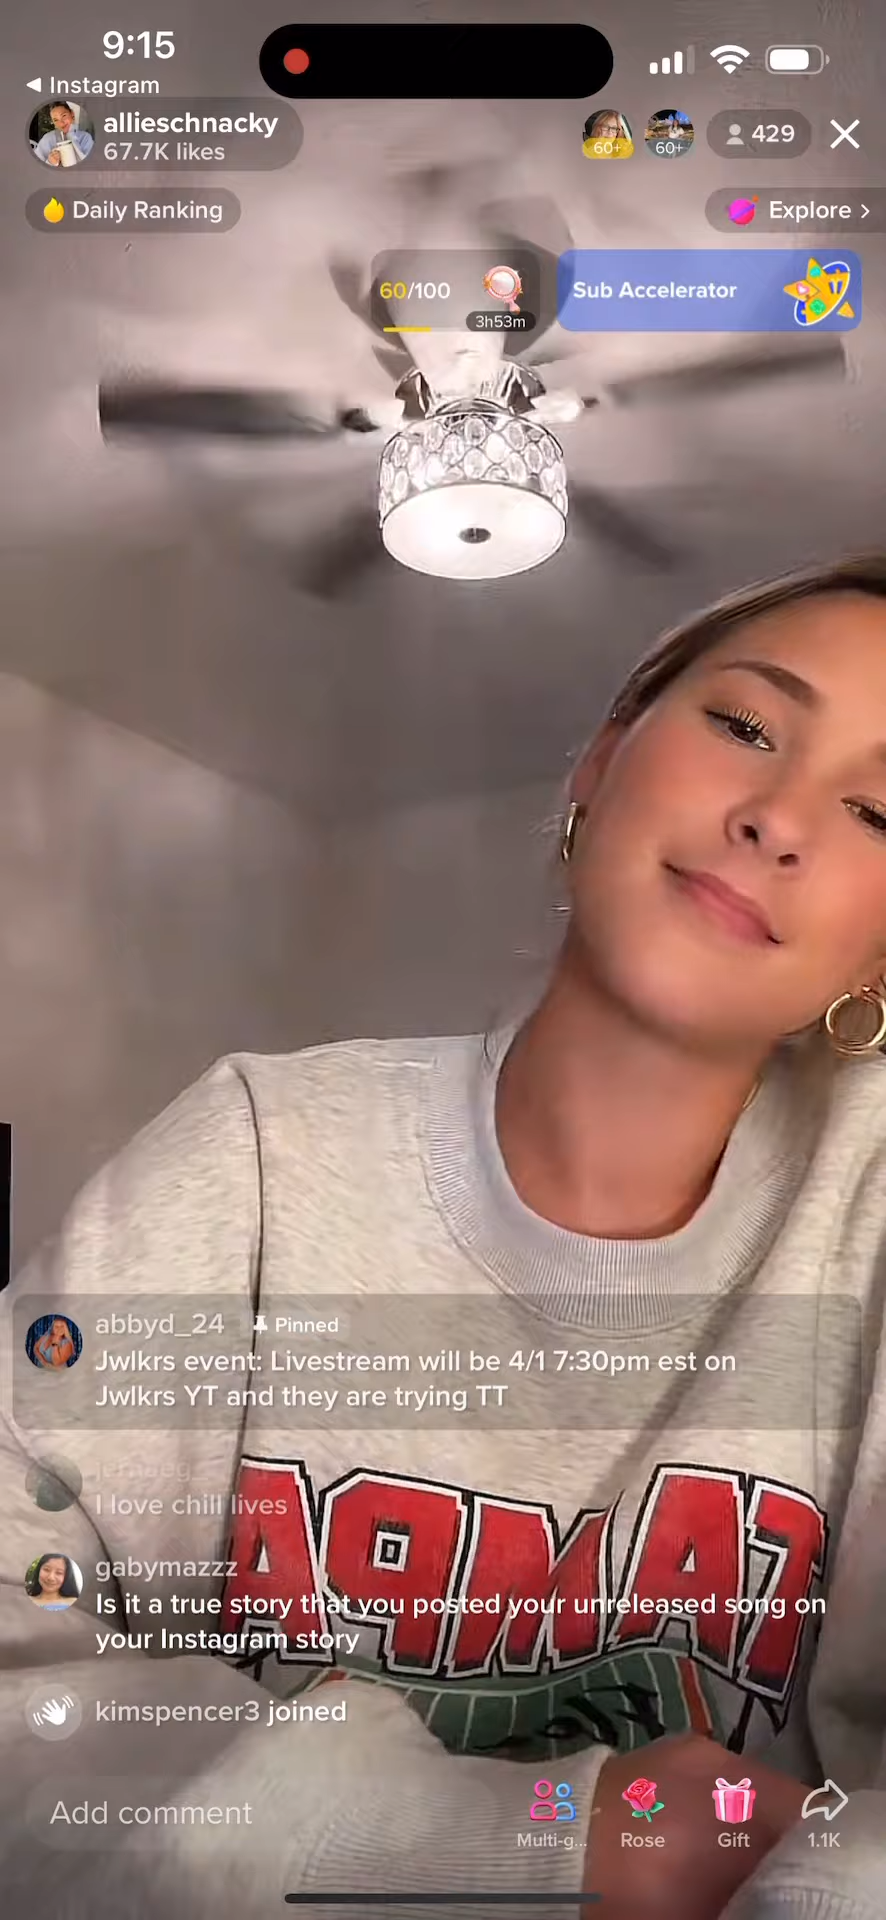 9:15
◀ Instagram
allieschnacky
67.7K likes
60+
60+
429
Daily Ranking
Explore >
60/100
3h53m
Sub Accelerator
abbyd_24 Pinned
Jwlkrs event: Livestream will be 4/1 7:30pm est on
Jwlkrs YT and they are trying TT
I love chill lives
gabymazzz
Is it a true story that you posted your unreleased song on
your Instagram story
kimspencer3 joined
TAMPA
Add comment
Multi-g...
Rose
Gift
1.1K